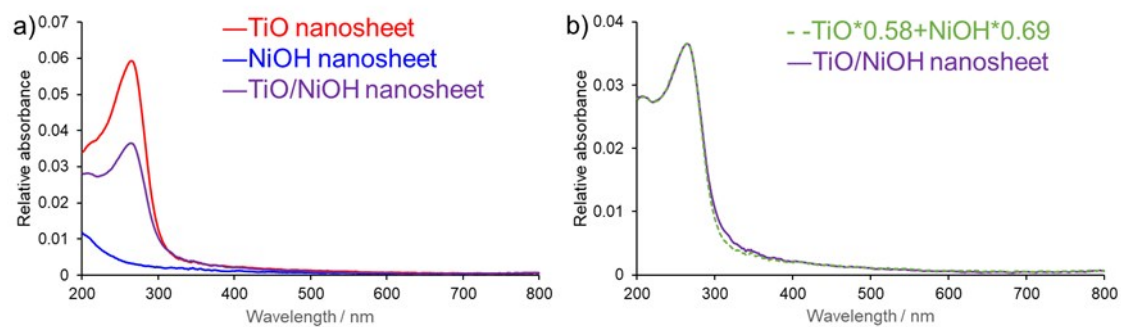 a)
TiO nanosheet
NiOH nanosheet
TiO/NiOH nanosheet
Relative absorbance
0.07
0.06
0.05
0.04
0.03
0.02
0.01
0
200 300 400 500 600 700 800
Wavelength / nm
b)
TiO*0.58+NiOH*0.69
TiO/NiOH nanosheet
Relative absorbance
0.04
0.03
0.02
0.01
0
200 300 400 500 600 700 800
Wavelength / nm